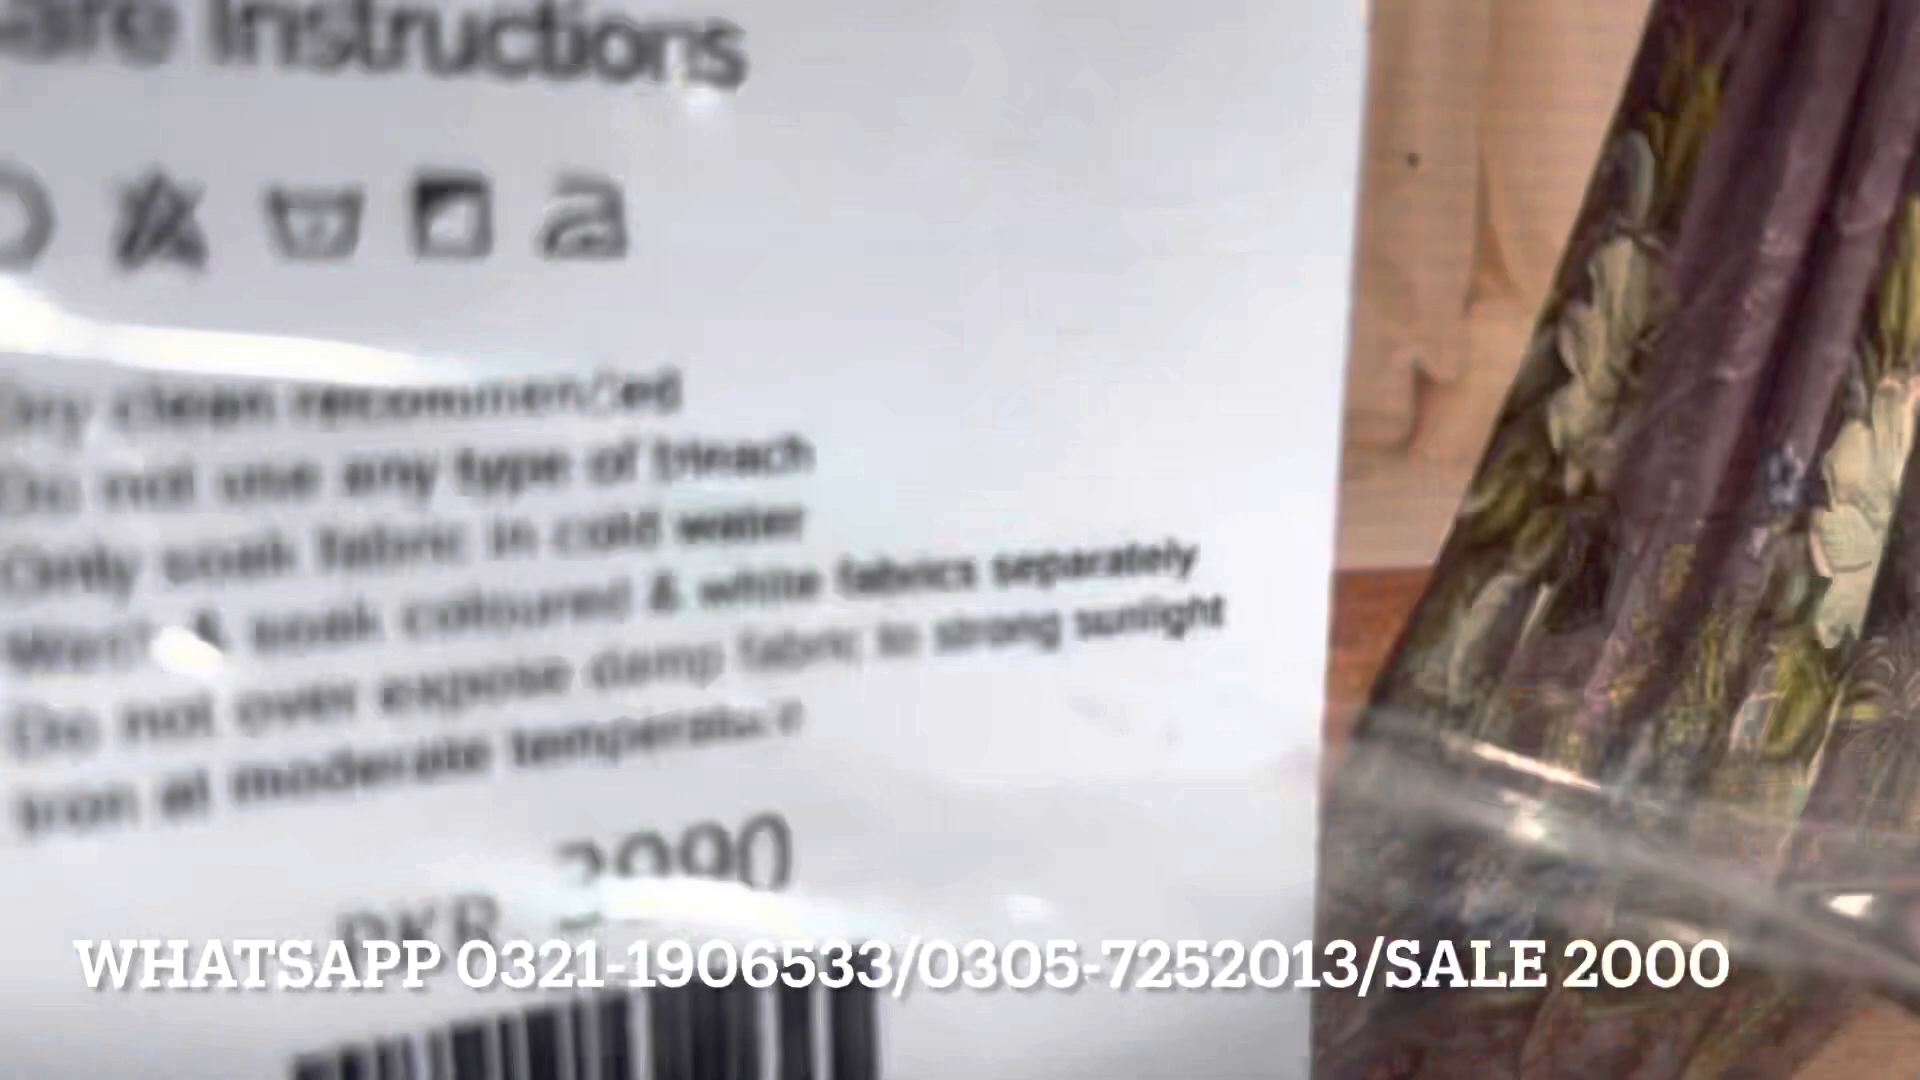 are Instructions
Dry clean recommended
Do not use any type of bleach
Only soak fabric in cold water
Wash & soak coloured & white fabrics separately
Do not over expose damp fabric to strong sunlight
Iron at moderate temperature
PKR 2090
WHATSAPP 0321-1906533/0305-7252013/SALE 2000